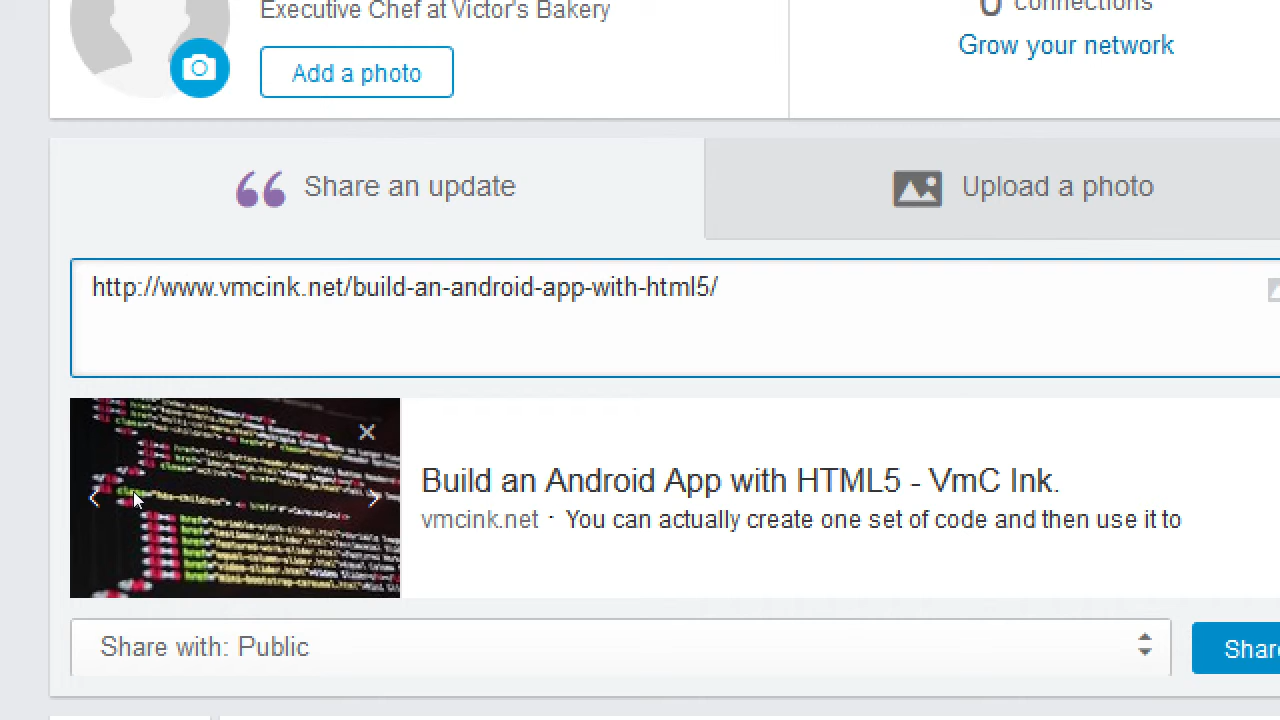 Executive Chef at Victor's Bakery
0 connections
Grow your network
Add a photo
Share an update
Upload a photo
http://www.vmcink.net/build-an-android-app-with-html5/
Build an Android App with HTML5 - VmC Ink.
vmcink.net · You can actually create one set of code and then use it to
Share with: Public
Shar